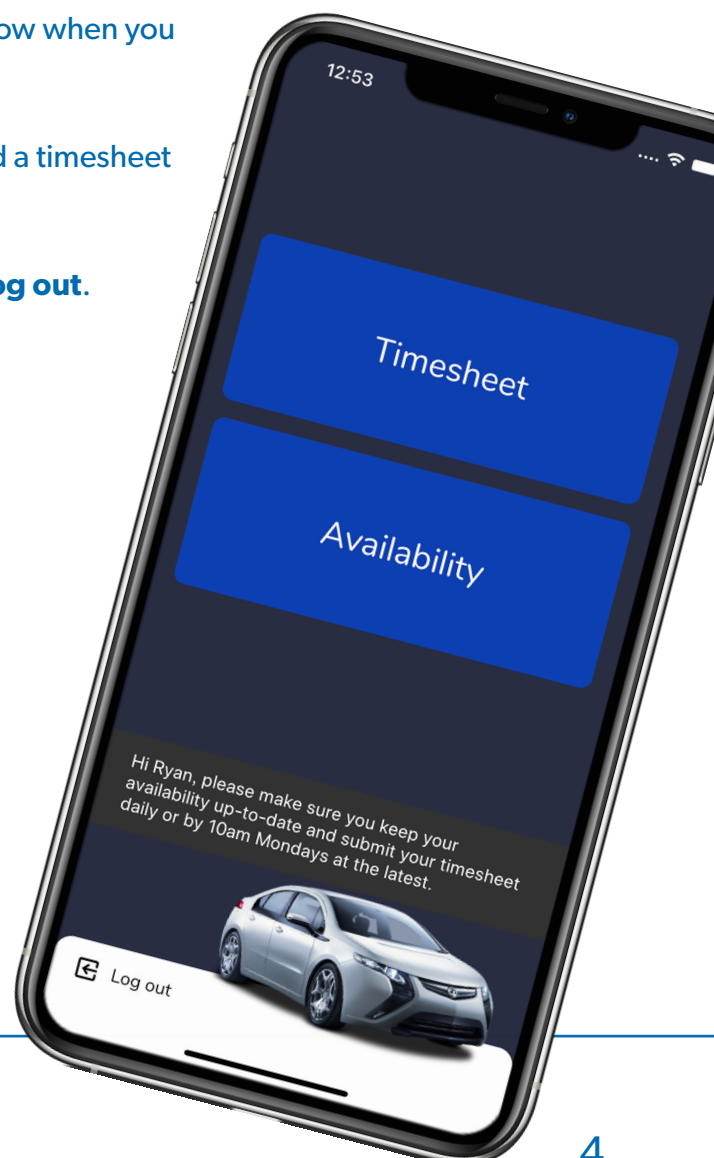 ow when you
d a timesheet
og out.
12:53
Timesheet
Availability
Hi Ryan, please make sure you keep your
availability up-to-date and submit your timesheet
daily or by 10am Mondays at the latest.
Log out
4